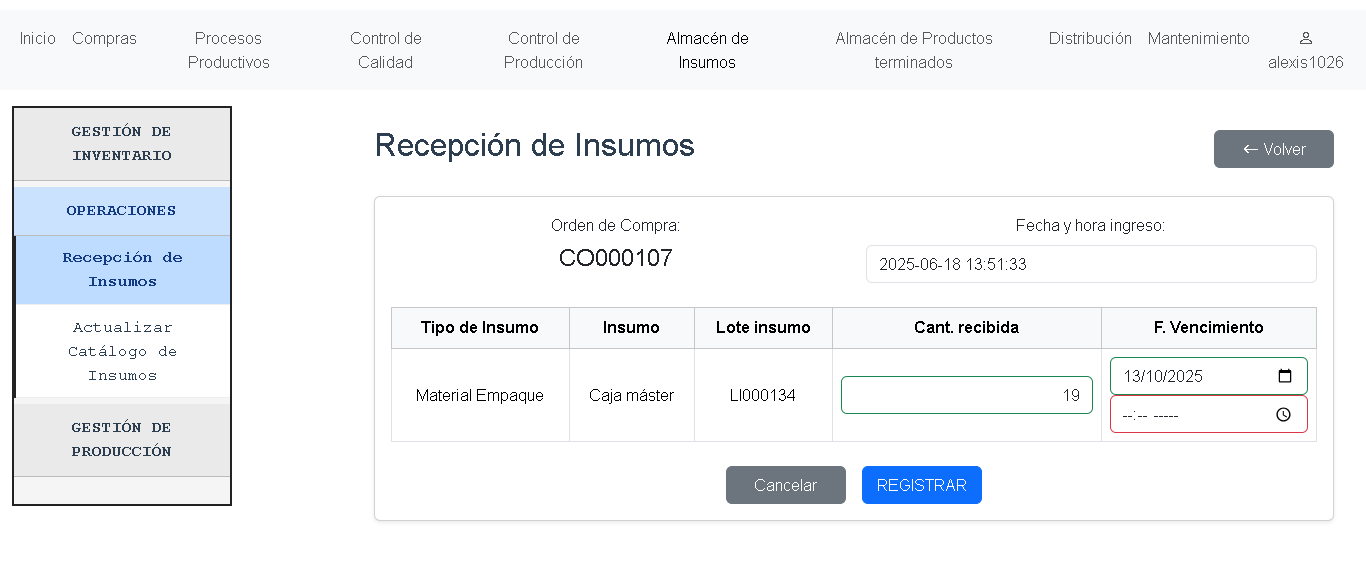 Inicio
Compras
Procesos
Productivos
Control de
Calidad
Control de
Producción
Almacén de
Insumos
Almacén de Productos
terminados
Distribución
Mantenimiento
alexis1026
GESTIÓN DE
INVENTARIO
OPERACIONES
Recepción de
Insumos
Actualizar
Catálogo de
Insumos
GESTIÓN DE
PRODUCCIÓN
Recepción de Insumos
← Volver
Orden de Compra:
CO000107
Fecha y hora ingreso:
2025-06-18 13:51:33
Tipo de Insumo
Insumo
Lote insumo
Cant. recibida
F. Vencimiento
Material Empaque
Caja máster
LI000134
19
13/10/2025
--:-- -----
Cancelar
REGISTRAR